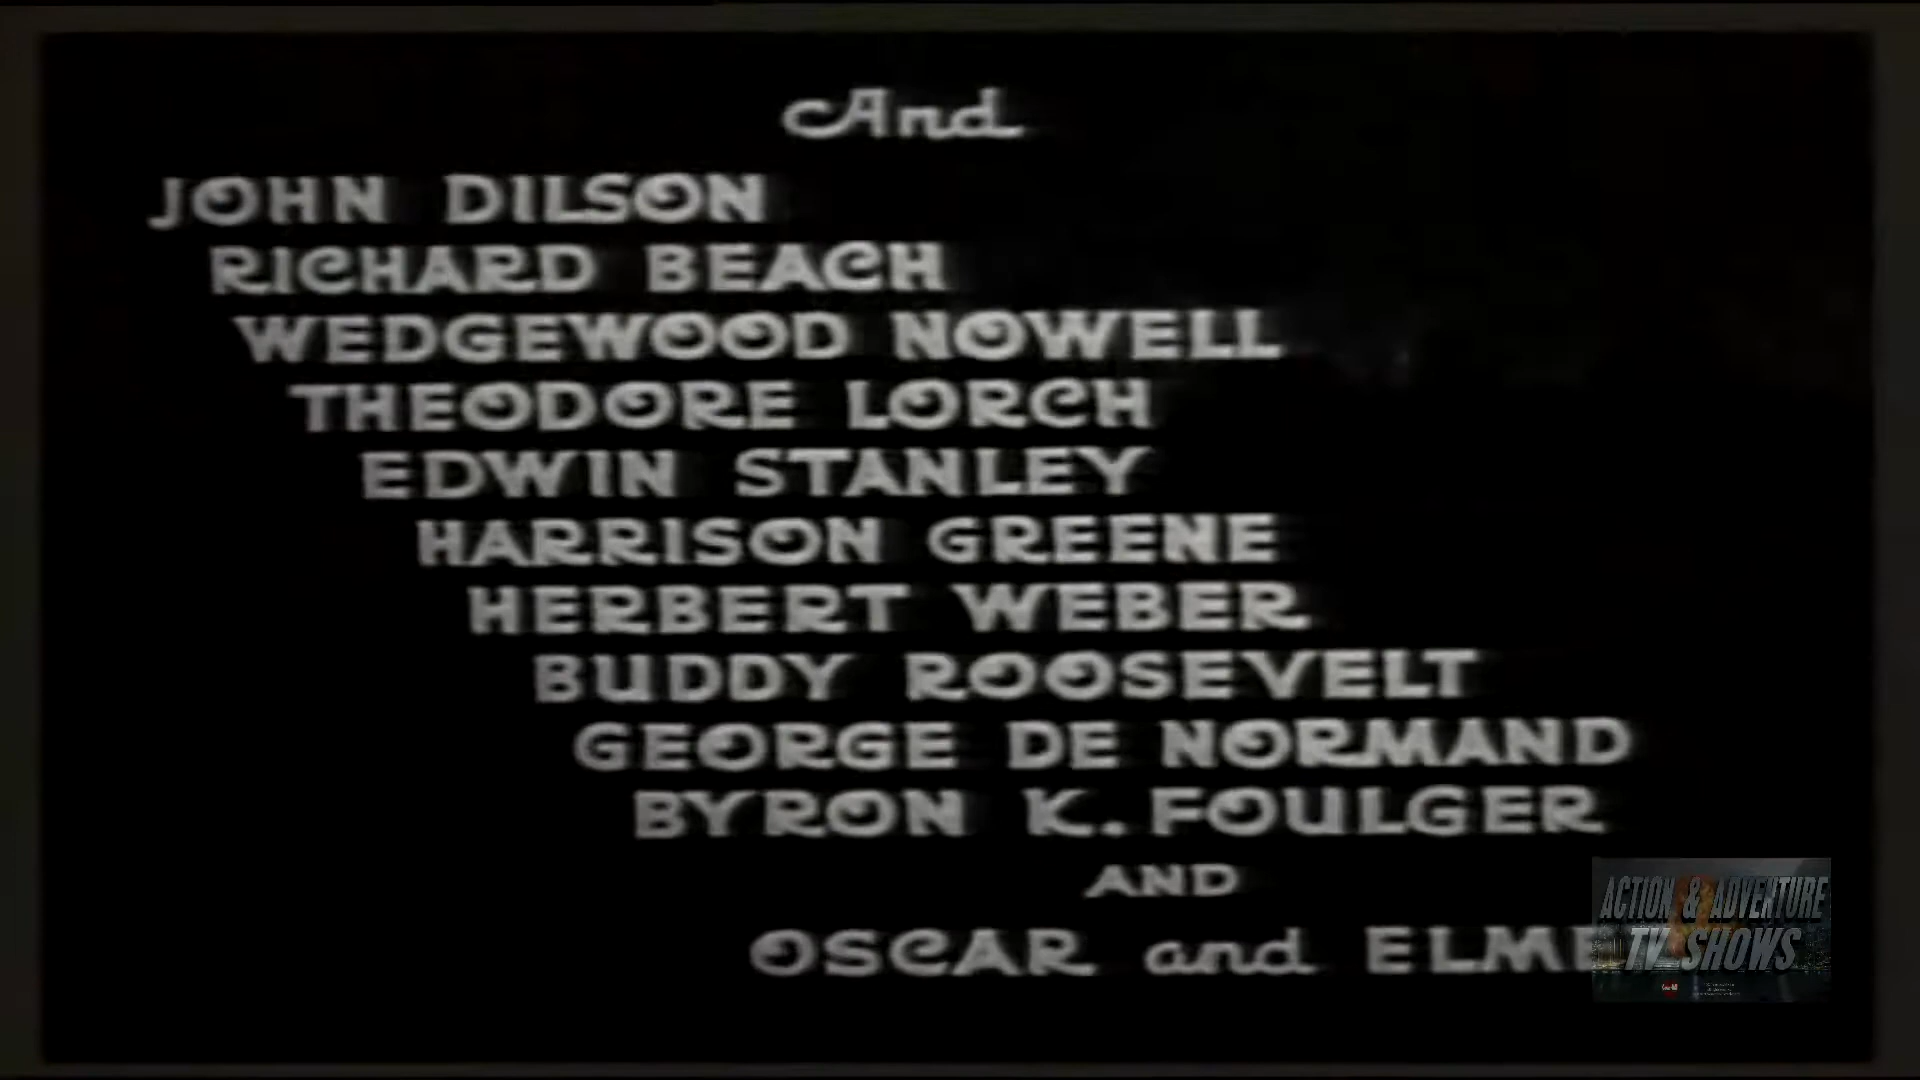 And
JOHN DILSON
RICHARD BEACH
WEDGEWOOD NOWELL
THEODORE LORCH
EDWIN STANLEY
HARRISON GREENE
HERBERT WEBER
BUDDY ROOSEVELT
GEORGE DE NORMAND
BYRON K. FOULGER
AND
OSCAR and ELME
ACTION & ADVENTURE
TV SHOWS